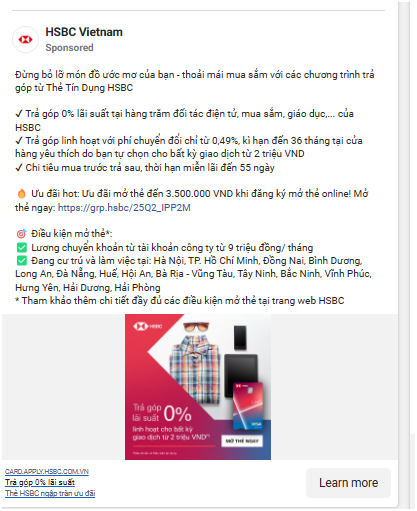 HSBC Vietnam
Sponsored
Đừng bỏ lỡ món đồ ước mơ của bạn - thoải mái mua sắm với các chương trình trả
góp từ Thẻ Tín Dụng HSBC
✓ Trả góp 0% lãi suất tại hàng trăm đối tác điện tử, mua sắm, giáo dục,... của
HSBC
✓ Trả góp linh hoạt với phí chuyển đổi chỉ từ 0,49%, kì hạn đến 36 tháng tại cửa
hàng yêu thích do bạn tự chọn cho bất kỳ giao dịch từ 2 triệu VND
✓ Chi tiêu mua trước trả sau, thời hạn miễn lãi đến 55 ngày
🔥 Ưu đãi hot: Ưu đãi mở thẻ đến 3.500.000 VND khi đăng ký mở thẻ online! Mở
thẻ ngay: https://grp.hsbc/25Q2_IPP2M
🎯 Điều kiện mở thẻ*:
✅ Lương chuyển khoản từ tài khoản công ty từ 9 triệu đồng/ tháng
✅ Đang cư trú và làm việc tại: Hà Nội, TP. Hồ Chí Minh, Đồng Nai, Bình Dương,
Long An, Đà Nẵng, Huế, Hội An, Bà Rịa - Vũng Tàu, Tây Ninh, Bắc Ninh, Vĩnh Phúc,
Hưng Yên, Hải Dương, Hải Phòng
* Tham khảo thêm chi tiết đầy đủ các điều kiện mở thẻ tại trang web HSBC
HSBC
Trả góp
lãi suất 0%
linh hoạt cho bất kỳ
giao dịch từ 2 triệu VND
VISA
MỞ THẺ NGAY
CARD.APPLY.HSBC.COM.VN
Trả góp 0% lãi suất
Thẻ HSBC ngập tràn ưu đãi
Learn more